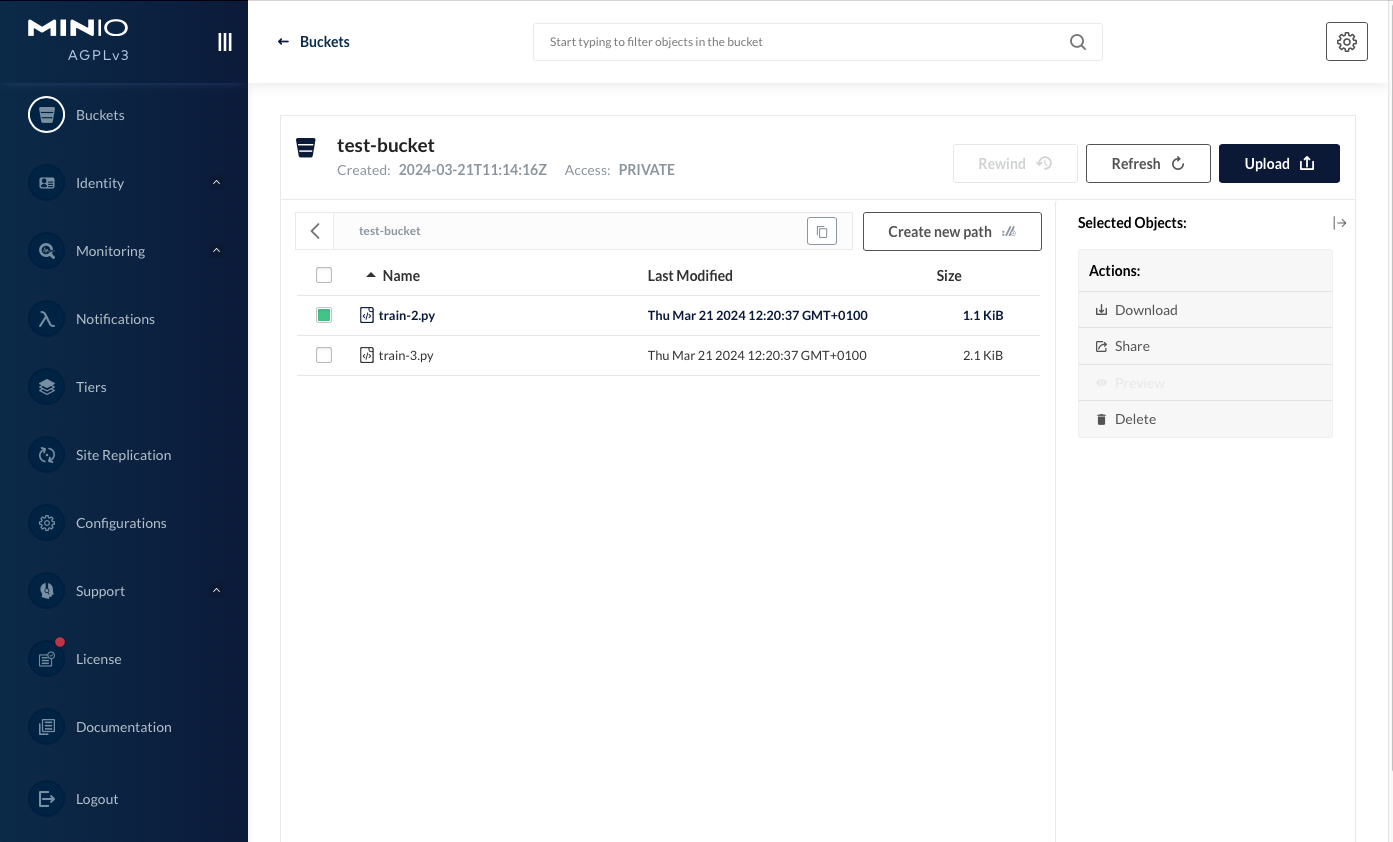 MINIO
AGPLv3
Buckets
Identity
Monitoring
Notifications
Tiers
Site Replication
Configurations
Support
License
Documentation
Logout
Buckets
Start typing to filter objects in the bucket
test-bucket
Created: 2024-03-21T11:14:16Z Access: PRIVATE
Rewind
Refresh
Upload
test-bucket
Create new path
Name Last Modified Size
train-2.py Thu Mar 21 2024 12:20:37 GMT+0100 1.1 KiB
train-3.py Thu Mar 21 2024 12:20:37 GMT+0100 2.1 KiB
Selected Objects:
Actions:
Download
Share
Preview
Delete